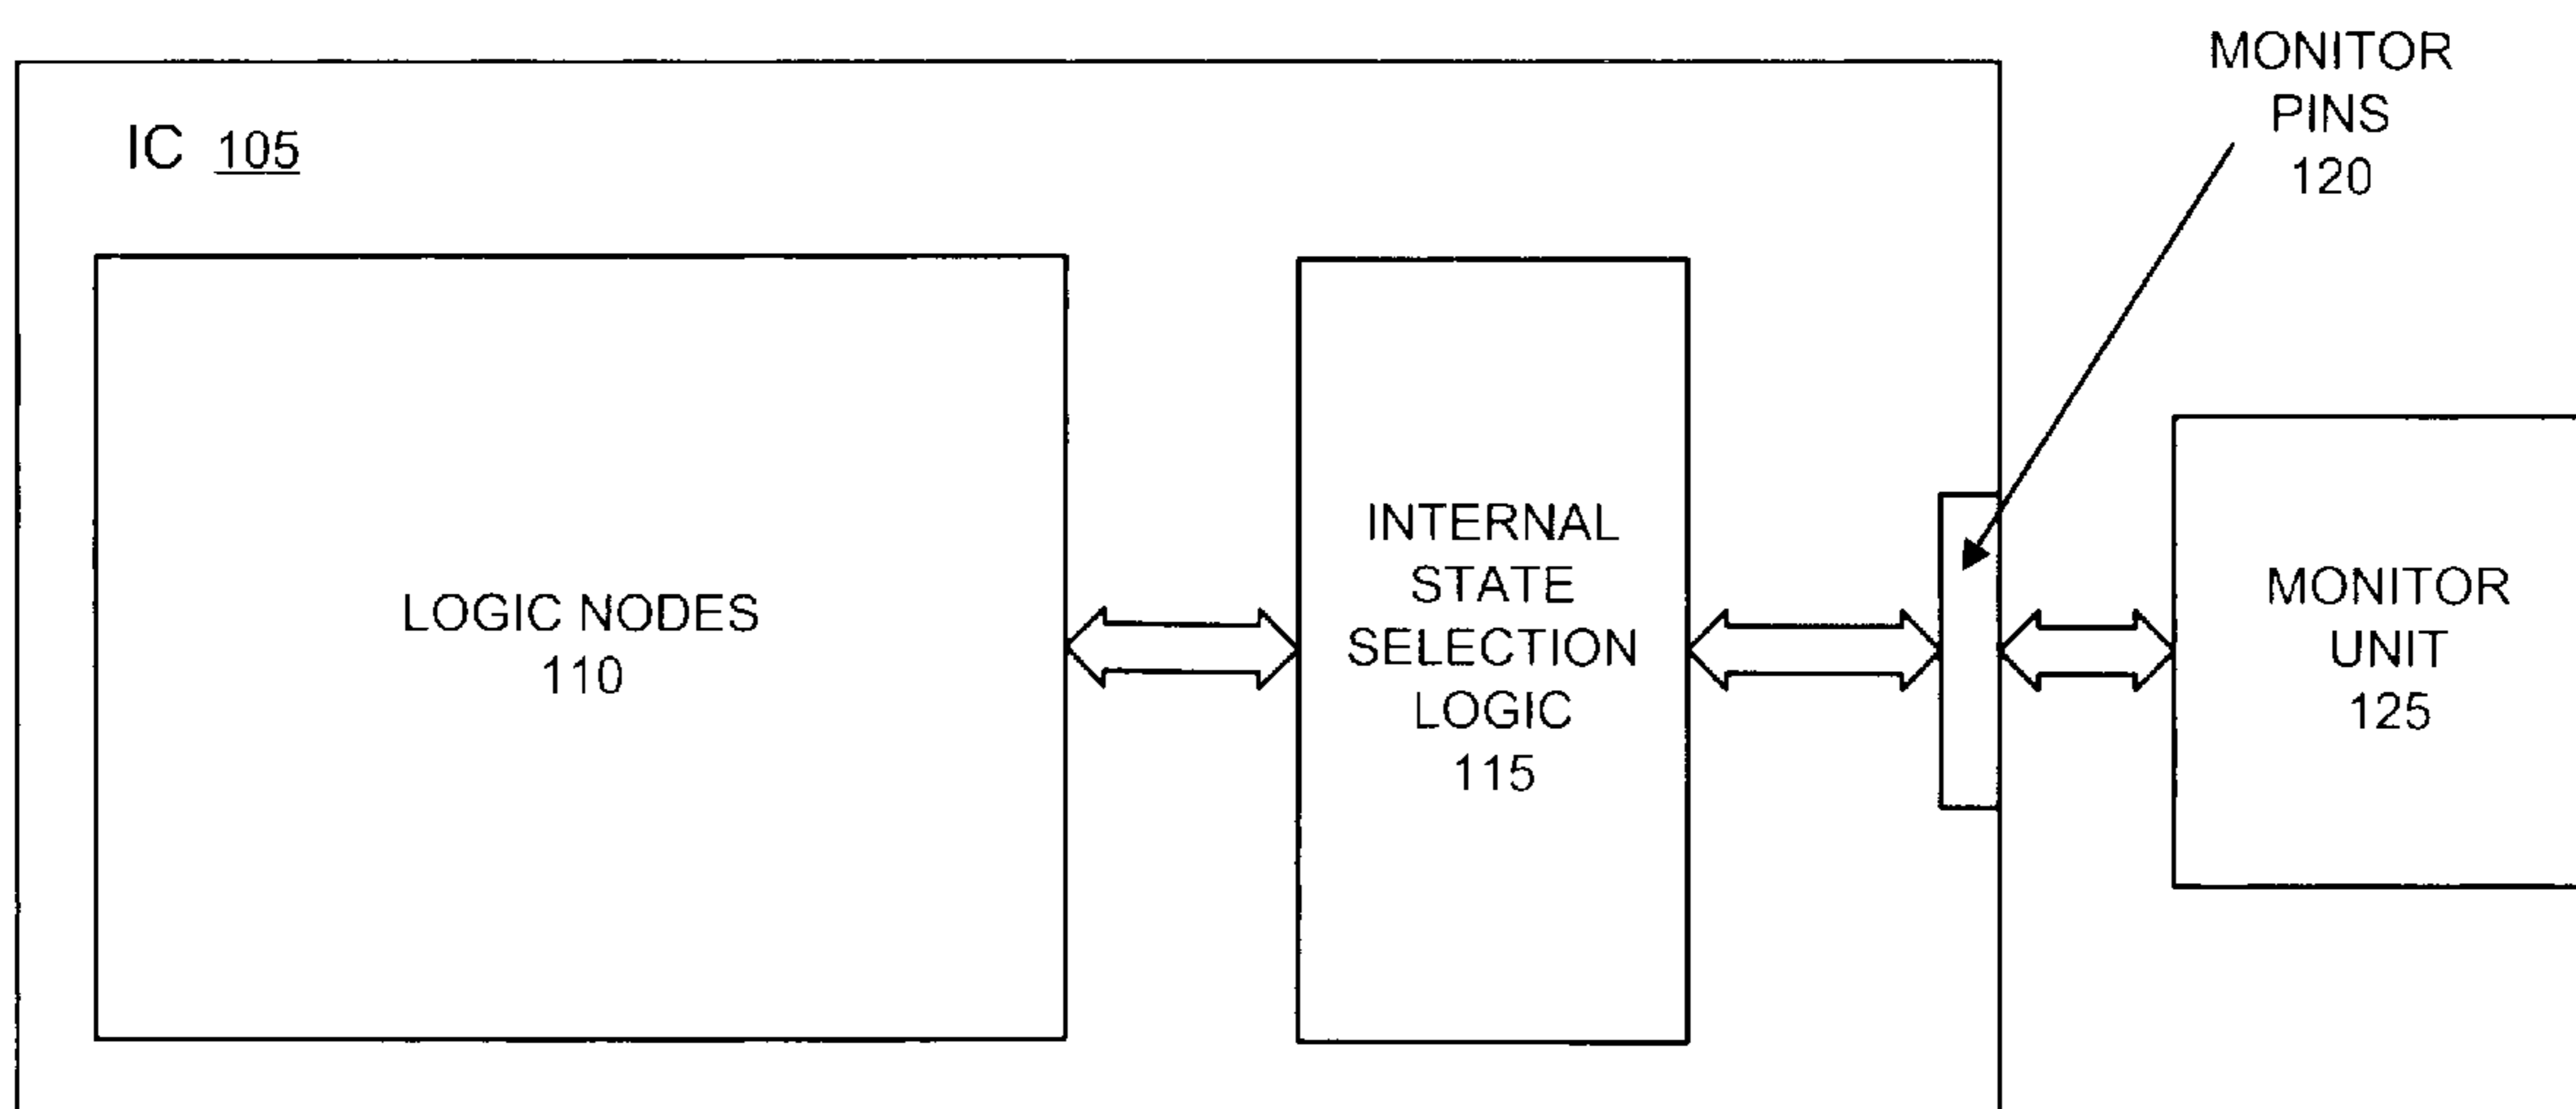 MONITOR
PINS
120
IC 105
LOGIC NODES
110
INTERNAL
STATE
SELECTION
LOGIC
115
MONITOR
UNIT
125